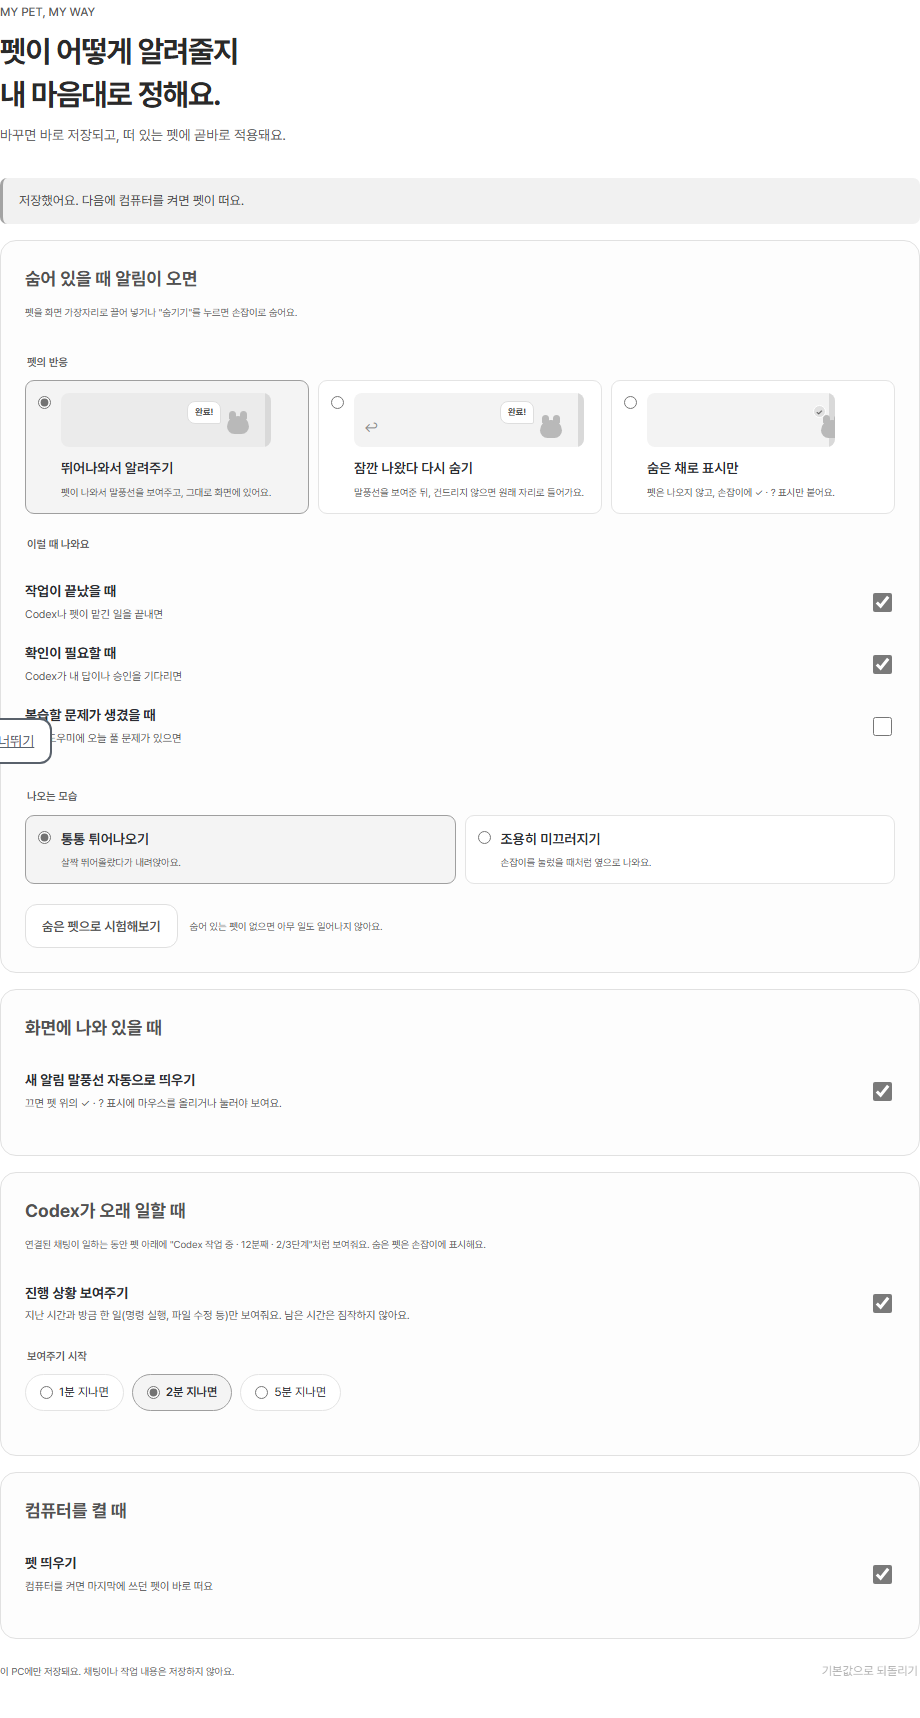 MY PET, MY WAY
펫이 어떻게 알려줄지
내 마음대로 정해요.
바꾸면 바로 저장되고, 떠 있는 펫에 곧바로 적용돼요.
저장했어요. 다음에 컴퓨터를 켜면 펫이 떠요.
숨어 있을 때 알림이 오면
펫을 화면 가장자리로 끌어 넣거나 "숨기기"를 누르면 손잡이로 숨어요.
펫의 반응
완료!
뛰어나와서 알려주기
펫이 나와서 말풍선을 보여주고, 그대로 화면에 있어요.
완료!
잠깐 나왔다 다시 숨기
말풍선을 보여준 뒤, 건드리지 않으면 원래 자리로 들어가요.
숨은 채로 표시만
펫은 나오지 않고, 손잡이에 ✓ · ? 표시만 붙어요.
이럴 때 나와요
작업이 끝났을 때
Codex나 펫이 맡긴 일을 끝내면
확인이 필요할 때
Codex가 내 답이나 승인을 기다리면
복습할 문제가 생겼을 때
너뛰기
도우미에 오늘 풀 문제가 있으면
나오는 모습
통통 튀어나오기
살짝 뛰어올랐다가 내려앉아요.
조용히 미끄러지기
손잡이를 눌렀을 때처럼 옆으로 나와요.
숨은 펫으로 시험해보기
숨어 있는 펫이 없으면 아무 일도 일어나지 않아요.
화면에 나와 있을 때
새 알림 말풍선 자동으로 띄우기
끄면 펫 위의 ✓ · ? 표시에 마우스를 올리거나 눌러야 보여요.
Codex가 오래 일할 때
연결된 채팅이 일하는 동안 펫 아래에 "Codex 작업 중 · 12분째 · 2/3단계"처럼 보여줘요. 숨은 펫은 손잡이에 표시해요.
진행 상황 보여주기
지난 시간과 방금 한 일(명령 실행, 파일 수정 등)만 보여줘요. 남은 시간은 짐작하지 않아요.
보여주기 시작
1분 지나면
2분 지나면
5분 지나면
컴퓨터를 켤 때
펫 띄우기
컴퓨터를 켜면 마지막에 쓰던 펫이 바로 떠요
이 PC에만 저장돼요. 채팅이나 작업 내용은 저장하지 않아요.
기본값으로 되돌리기